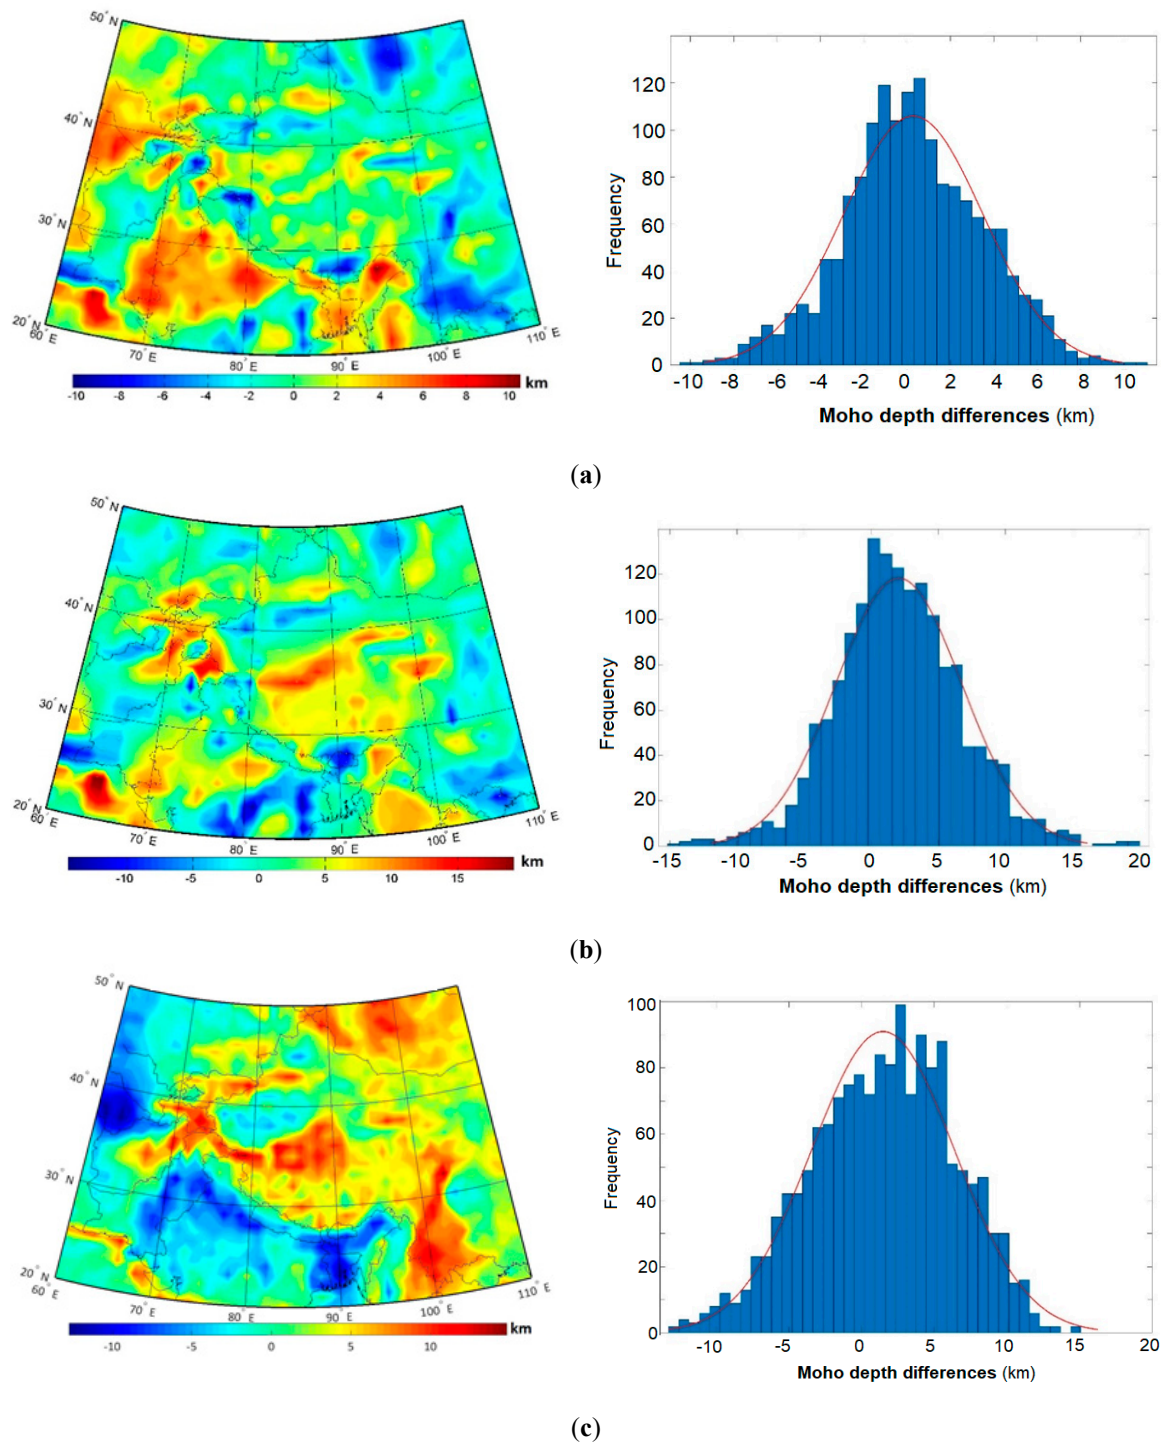 50°N
40°N
30°N
20°N
60°E
70°E
80°E
90°E
100°E
110°E
-10 -8 -6 -4 -2 0 2 4 6 8 10 km
120
100
80
60
40
20
0
Frequency
-10 -8 -6 -4 -2 0 2 4 6 8 10
Moho depth differences (km)
(a)
50°N
40°N
30°N
20°N
60°E
70°E
80°E
90°E
100°E
110°E
-10 -5 0 5 10 15 km
120
100
80
60
40
20
0
Frequency
-15 -10 -5 0 5 10 15 20
Moho depth differences (km)
(b)
50°N
40°N
30°N
20°N
60°E
70°E
80°E
90°E
100°E
110°E
-10 -5 0 5 10 km
100
80
60
40
20
0
Frequency
-10 -5 0 5 10 15 20
Moho depth differences (km)
(c)